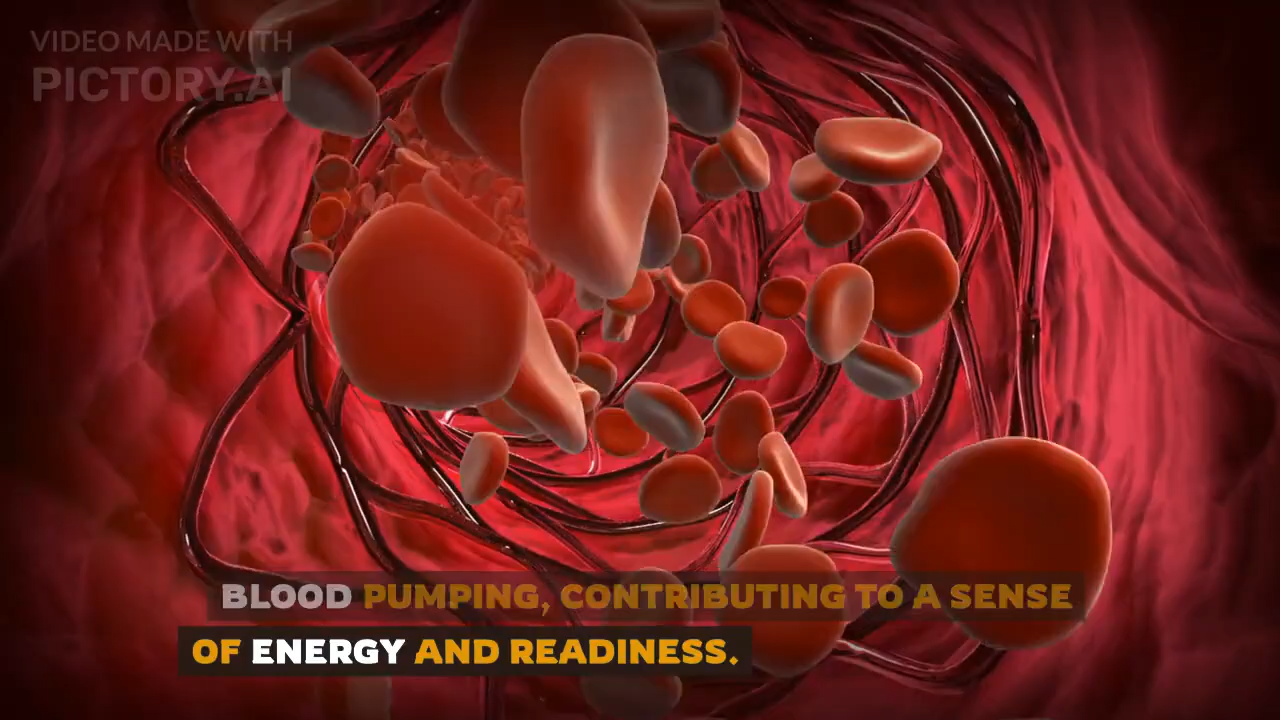 VIDEO MADE WITH
PICTORY.AI
BLOOD PUMPING, CONTRIBUTING TO A SENSE
OF ENERGY AND READINESS.